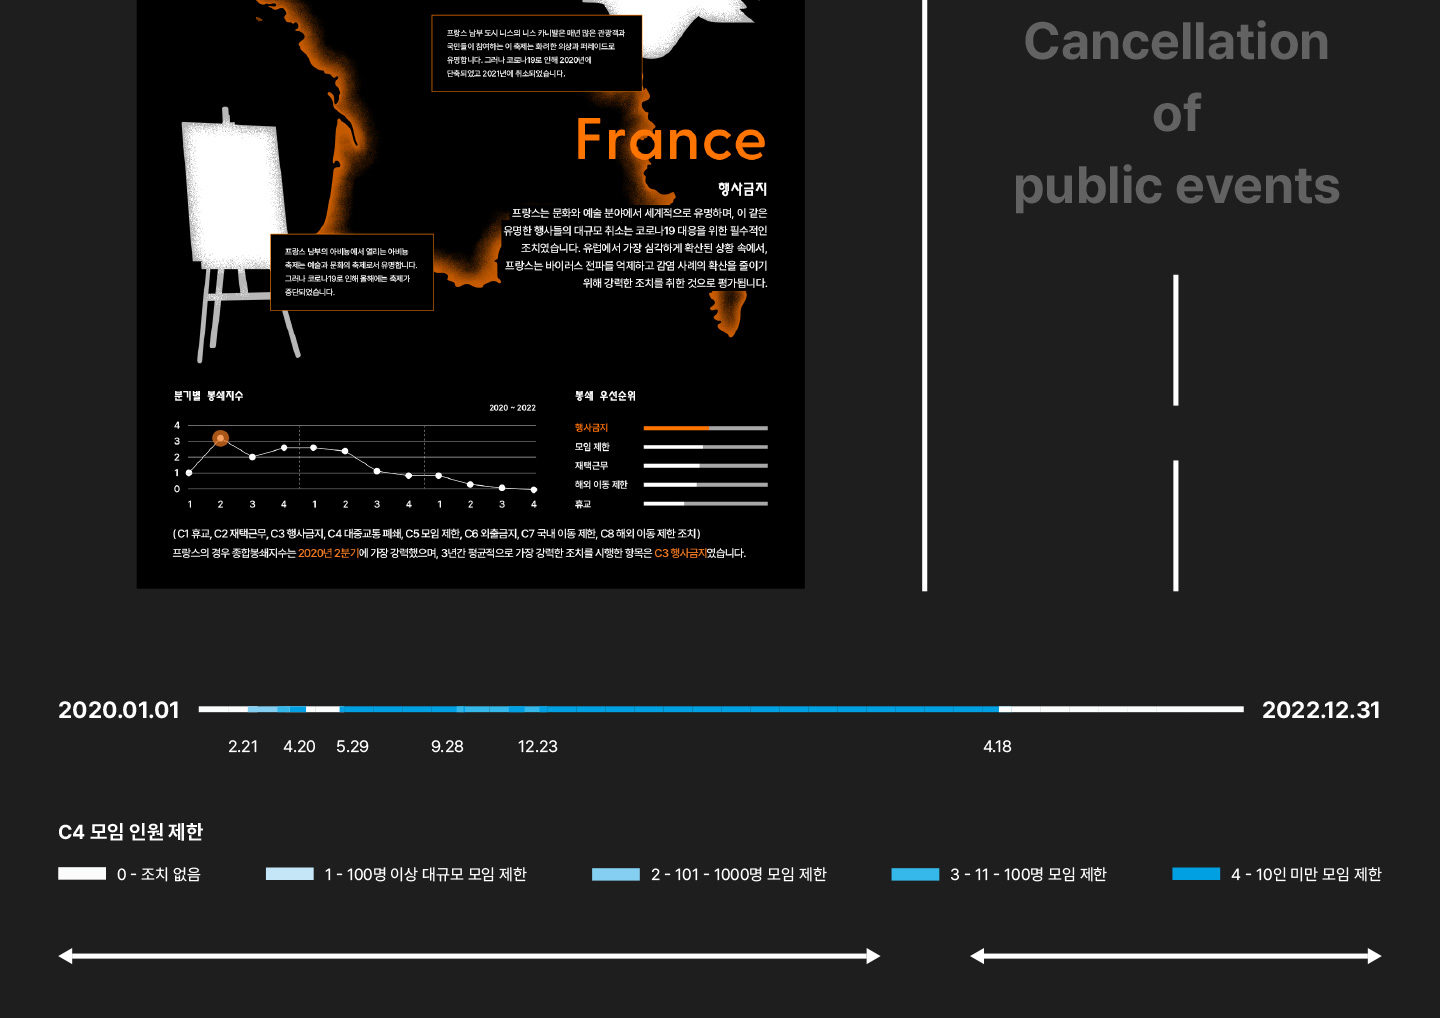 Cancellation
of
public events
프랑스 남부 도시 니스의 니스 카니발은 매년 많은 관광객과
국민들이 참여하는 이 축제는 화려한 의상과 퍼레이드로
유명합니다. 그러나 코로나19로 인해 2020년에
단축되었고 2021년에 취소되었습니다.
France
행사금지
프랑스는 문화와 예술 분야에서 세계적으로 유명하며, 이 같은
유명한 행사들의 대규모 취소는 코로나19 대응을 위한 필수적인
조치였습니다. 유럽에서 가장 심각하게 확산된 상황 속에서,
프랑스는 바이러스 전파를 억제하고 감염 사례의 확산을 줄이기
위해 강력한 조치를 취한 것으로 평가됩니다.
프랑스 남부의 아비뇽에서 열리는 아비뇽
축제는 예술과 문화의 축제로서 유명합니다.
그러나 코로나19로 인해 올해에는 축제가
중단되었습니다.
분기별 봉쇄지수
2020 ~ 2022
4
3
2
1
0
1 2 3 4 1 2 3 4 1 2 3 4
봉쇄 우선순위
행사금지
모임 제한
재택근무
해외 이동 제한
휴교
(C1 휴교, C2 재택근무, C3 행사금지, C4 대중교통 폐쇄, C5 모임 제한, C6 외출금지, C7 국내 이동 제한, C8 해외 이동 제한 조치)
프랑스의 경우 종합봉쇄지수는 2020년 2분기에 가장 강력했으며, 3년간 평균적으로 가장 강력한 조치를 시행한 항목은 C3 행사금지였습니다.
2020.01.01
2022.12.31
2.21 4.20 5.29 9.28 12.23 4.18
C4 모임 인원 제한
0 - 조치 없음
1 - 100명 이상 대규모 모임 제한
2 - 101 - 1000명 모임 제한
3 - 11 - 100명 모임 제한
4 - 10인 미만 모임 제한